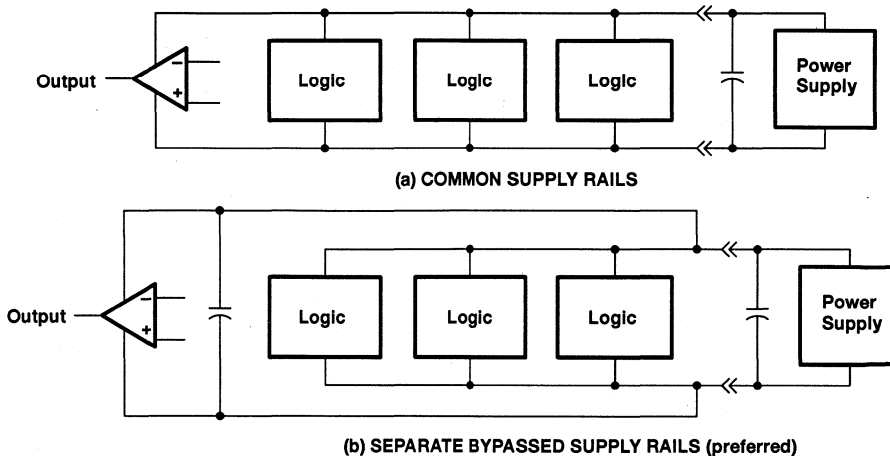 Output
−
+
Logic
Logic
Logic
Power
Supply
(a) COMMON SUPPLY RAILS
Output
−
+
Logic
Logic
Logic
Power
Supply
(b) SEPARATE BYPASSED SUPPLY RAILS (preferred)